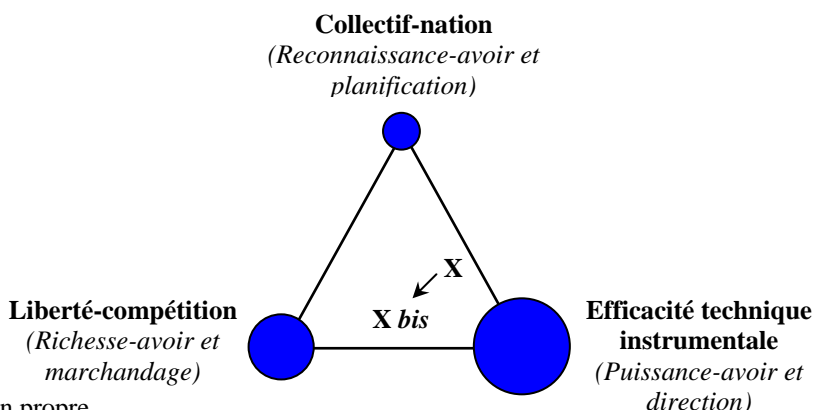 Collectif-nation
(Reconnaissance-avoir et
planification)
X
X bis
Liberté-compétition
(Richesse-avoir et
marchandage)
Efficacité technique
instrumentale
(Puissance-avoir et
direction)
n propre